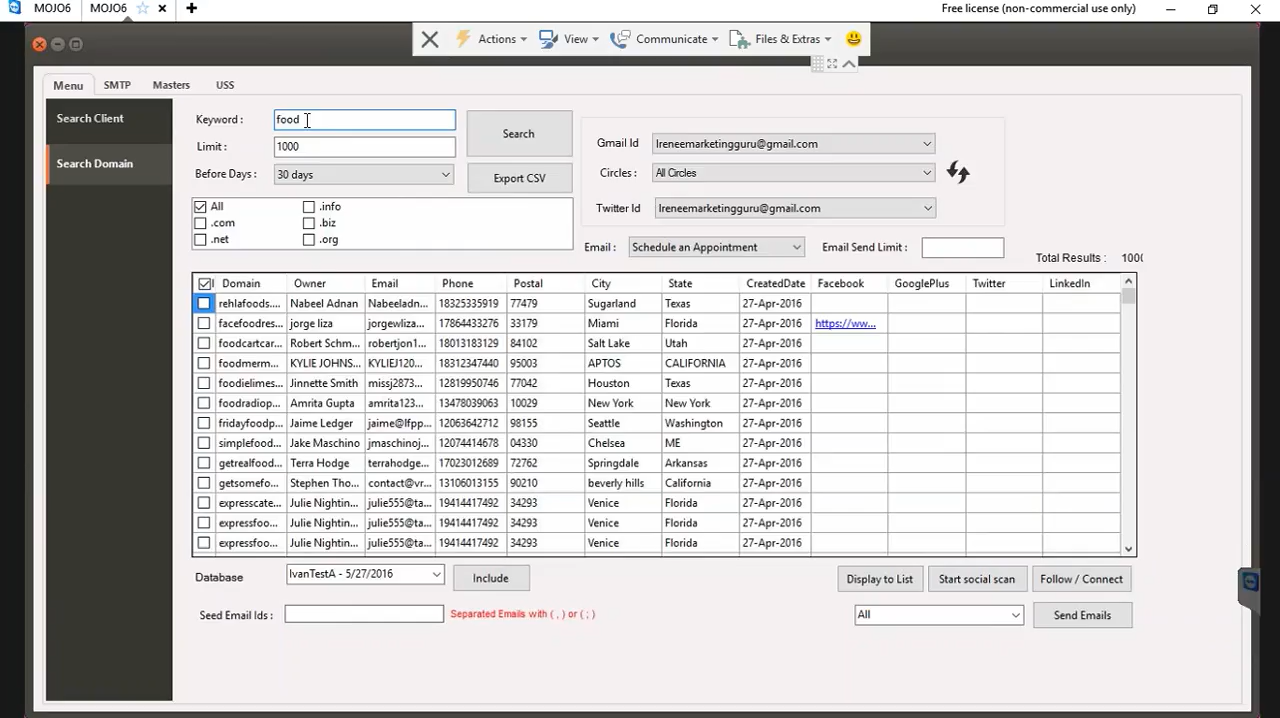 MOJO6 MOJO6 Free license (non-commercial use only)
Actions View Communicate Files & Extras
Menu SMTP Masters USS
Search Client
Search Domain
Keyword : food Search
Limit : 1000
Before Days : 30 days Export CSV
Gmail Id Ireneemarketingguru@gmail.com
Circles : All Circles
Twitter Id Ireneemarketingguru@gmail.com
All .info
.com .biz
.net .org
Email : Schedule an Appointment Email Send Limit :
Total Results : 1000
Domain Owner Email Phone Postal City State CreatedDate Facebook GooglePlus Twitter LinkedIn
rehlafoods.... Nabeel Adnan Nabeeladn... 18325335919 77479 Sugarland Texas 27-Apr-2016
facefoodres... jorge liza jorgewliza... 17864433276 33179 Miami Florida 27-Apr-2016 https://ww...
foodcartcar... Robert Schm... robertjon1... 18013183129 84102 Salt Lake Utah 27-Apr-2016
foodmerm... KYLIE JOHNS... KYLIEJ120... 18312347440 95003 APTOS CALIFORNIA 27-Apr-2016
foodielimes... Jinnette Smith missj2873... 12819950746 77042 Houston Texas 27-Apr-2016
foodradiop... Amrita Gupta amrita123... 13478039063 10029 New York New York 27-Apr-2016
fridayfoodp... Jaime Ledger jaime@lfpp... 12063642712 98155 Seattle Washington 27-Apr-2016
simplefood... Jake Maschino jmaschinoj... 12074414678 04330 Chelsea ME 27-Apr-2016
getrealfood... Terra Hodge terrahodge... 17023012689 72762 Springdale Arkansas 27-Apr-2016
getsomefo... Stephen Tho... contact@vr... 13106013155 90210 beverly hills California 27-Apr-2016
expresscate... Julie Nightin... julie555@ta... 19414417492 34293 Venice Florida 27-Apr-2016
expressfoo... Julie Nightin... julie555@ta... 19414417492 34293 Venice Florida 27-Apr-2016
expressfoo... Julie Nightin... julie555@ta... 19414417492 34293 Venice Florida 27-Apr-2016
Database IvanTestA - 5/27/2016 Include Display to List Start social scan Follow / Connect
Seed Email Ids : Separated Emails with ( , ) or ( ; ) All Send Emails